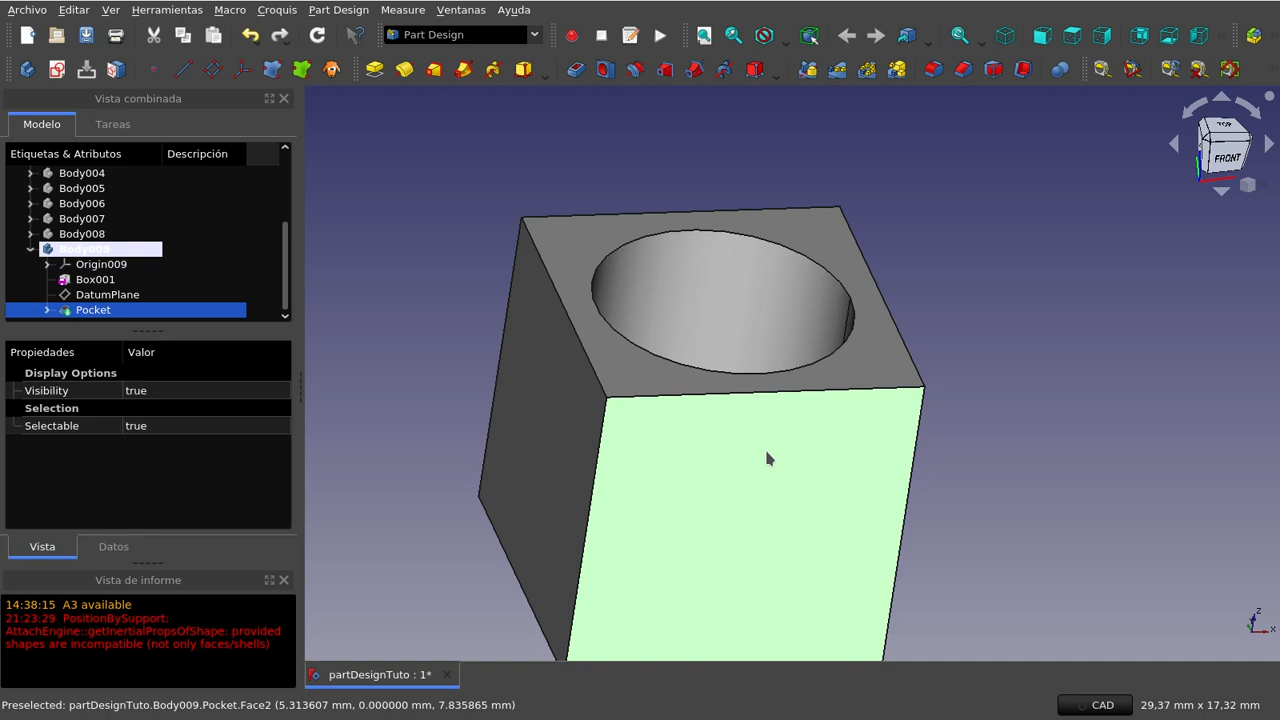 Archivo Editar Ver Herramientas Macro Croquis Part Design Measure Ventanas Ayuda
Part Design
Vista combinada
Modelo Tareas
Etiquetas & Atributos Descripción
Body004
Body005
Body006
Body007
Body008
Body009
Origin009
Box001
DatumPlane
Pocket
Propiedades Valor
Display Options
Visibility true
Selection
Selectable true
Vista Datos
Vista de informe
14:38:15 A3 available
21:23:29 PositionBySupport:
AttachEngine::getInertialPropsOfShape: provided
shapes are incompatible (not only faces/shells)
TOP
FRONT
Z
X
partDesignTuto : 1*
Preselected: partDesignTuto.Body009.Pocket.Face2 (5.313607 mm, 0.000000 mm, 7.835865 mm)
CAD
29,37 mm x 17,32 mm